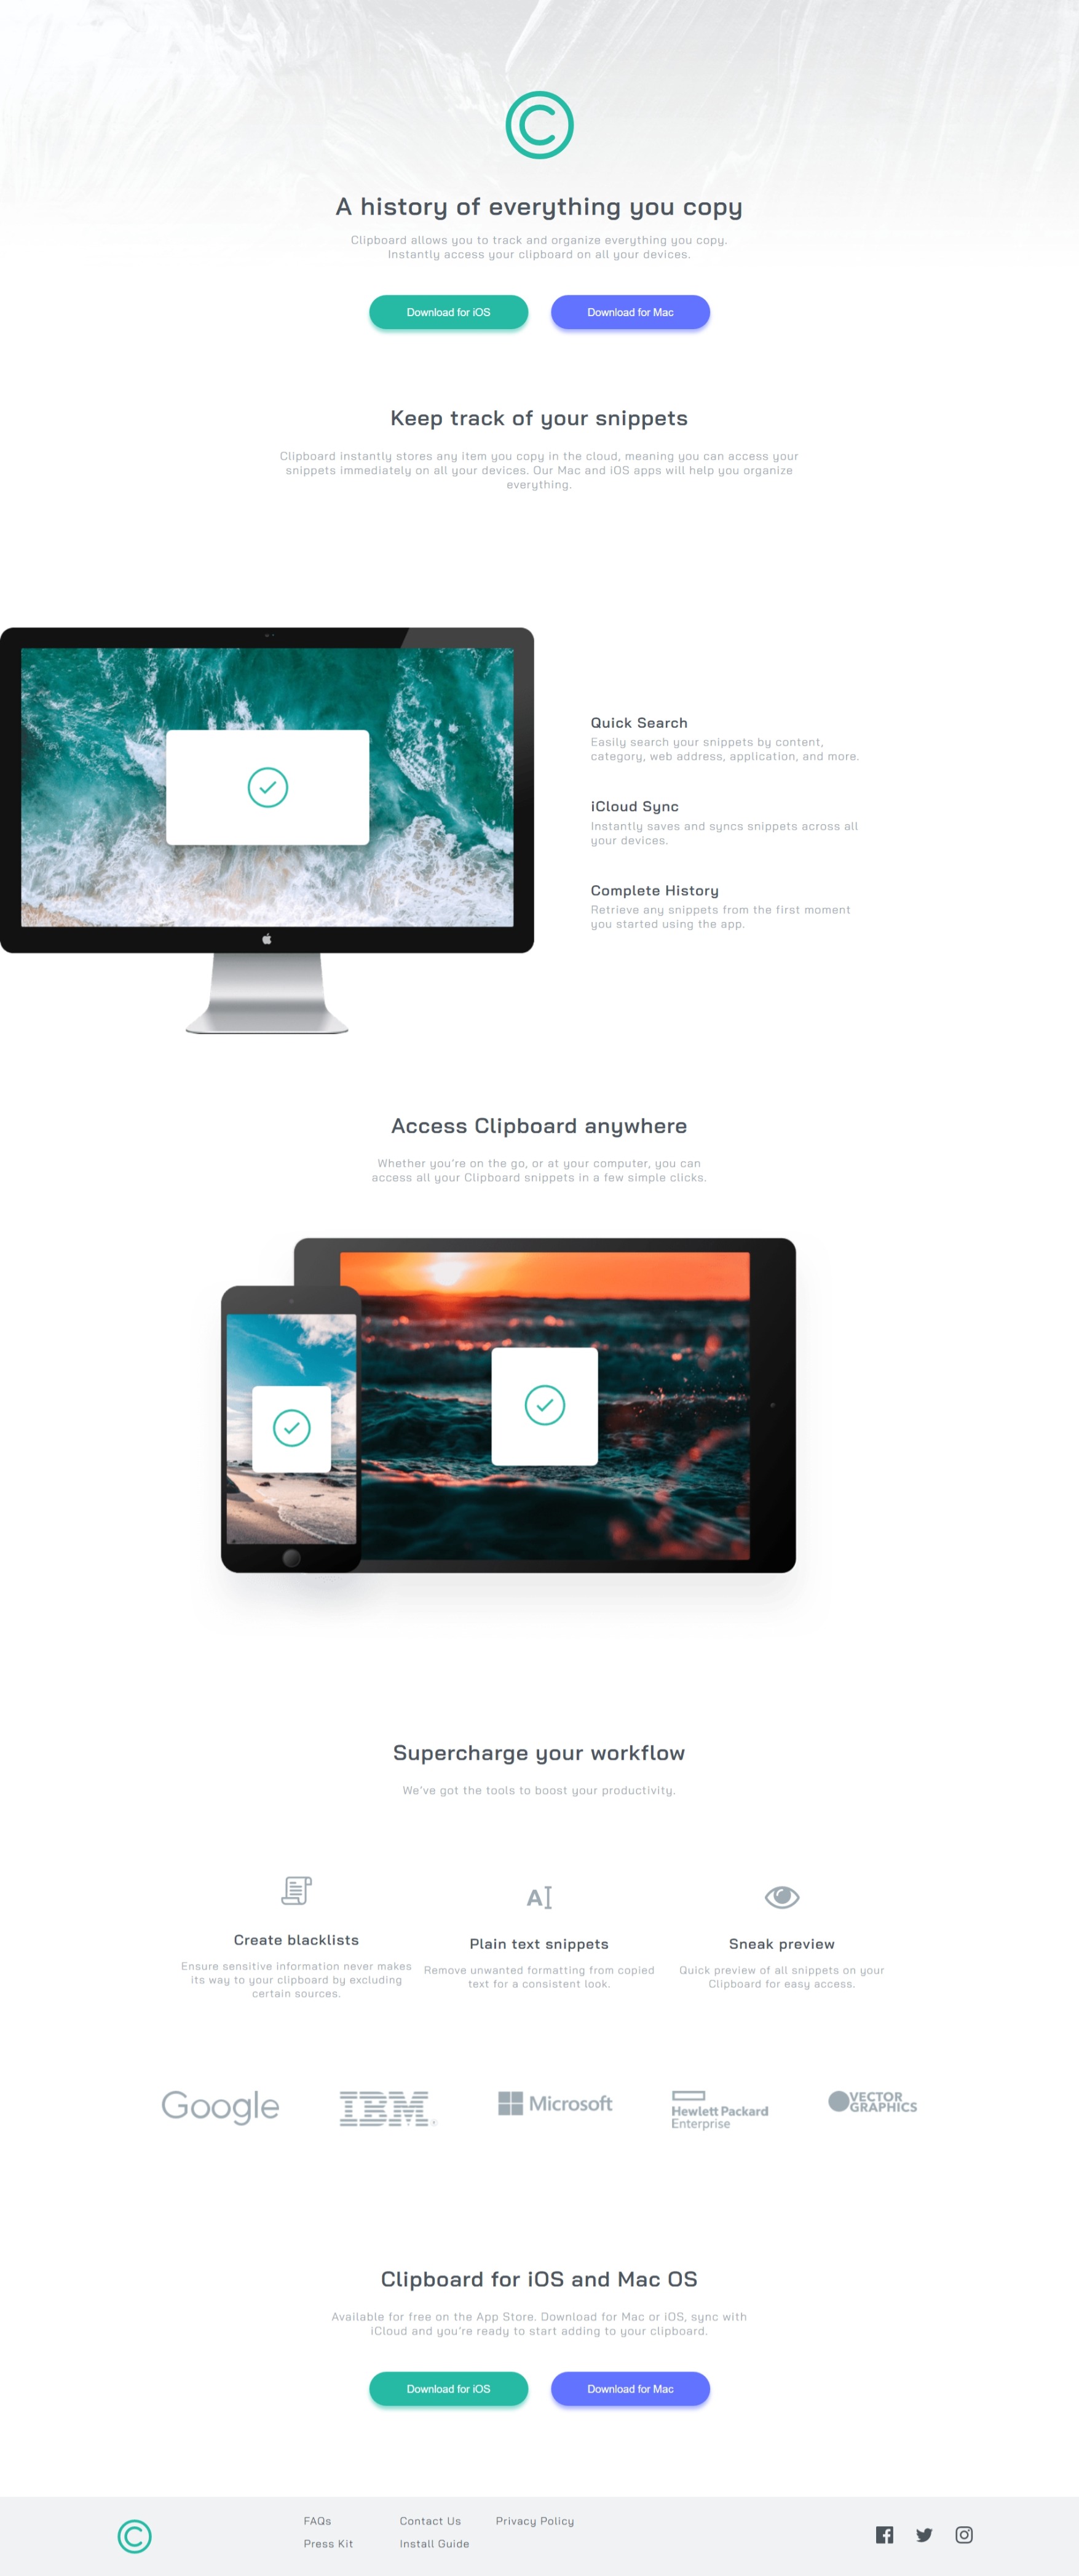 A history of everything you copy
Clipboard allows you to track and organize everything you copy.
Instantly access your clipboard on all your devices.
Download for iOS
Download for Mac
Keep track of your snippets
Clipboard instantly stores any item you copy in the cloud, meaning you can access your
snippets immediately on all your devices. Our Mac and iOS apps will help you organize
everything.
Quick Search
Easily search your snippets by content,
category, web address, application, and more.
iCloud Sync
Instantly saves and syncs snippets across all
your devices.
Complete History
Retrieve any snippets from the first moment
you started using the app.
Access Clipboard anywhere
Whether you're on the go, or at your computer, you can
access all your Clipboard snippets in a few simple clicks.
Supercharge your workflow
We've got the tools to boost your productivity.
Create blacklists
Ensure sensitive information never makes
its way to your clipboard by excluding
certain sources.
Plain text snippets
Remove unwanted formatting from copied
text for a consistent look.
Sneak preview
Quick preview of all snippets on your
Clipboard for easy access.
Google
IBM
Microsoft
Hewlett Packard
Enterprise
VECTOR
GRAPHICS
Clipboard for iOS and Mac OS
Available for free on the App Store. Download for Mac or iOS, sync with
iCloud and you're ready to start adding to your clipboard.
Download for iOS
Download for Mac
FAQs
Contact Us
Privacy Policy
Press Kit
Install Guide